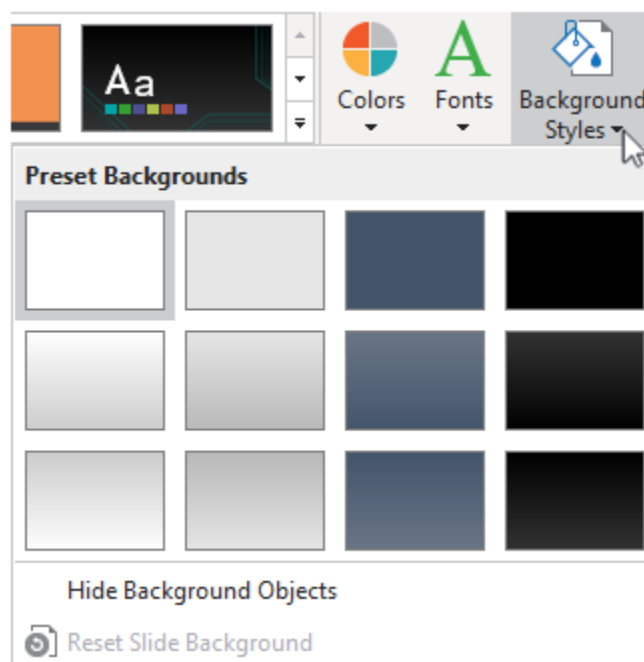 Aa
Colors
Fonts
Background
Styles
Preset Backgrounds
Hide Background Objects
Reset Slide Background